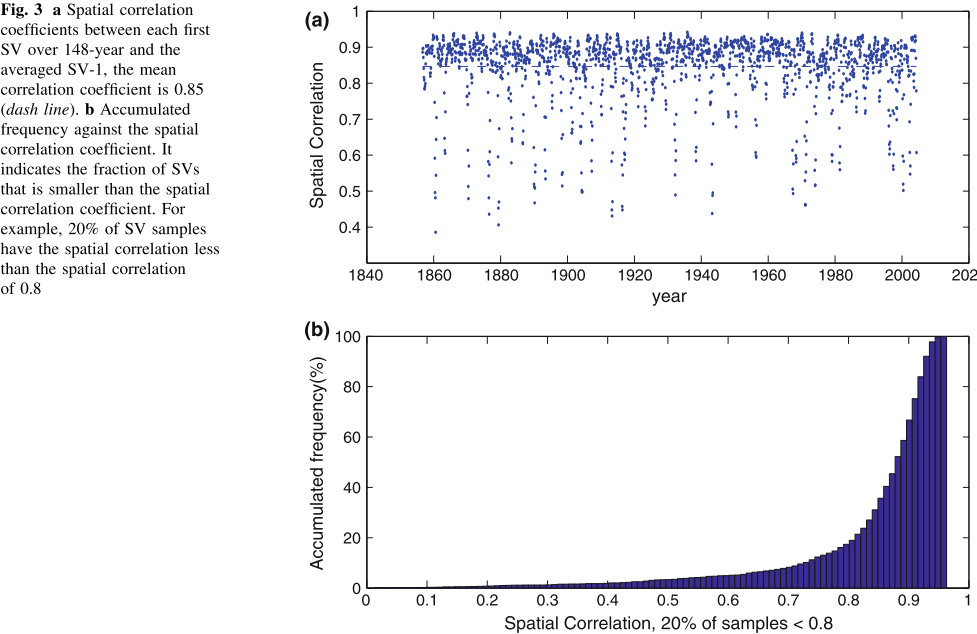 Fig. 3 a Spatial correlation
coefficients between each first
SV over 148-year and the
averaged SV-1, the mean
correlation coefficient is 0.85
(dash line). b Accumulated
frequency against the spatial
correlation coefficient. It
indicates the fraction of SVs
that is smaller than the spatial
correlation coefficient. For
example, 20% of SV samples
have the spatial correlation less
than the spatial correlation
of 0.8
(a)
1
0.9
0.8
0.7
0.6
0.5
0.4
Spatial Correlation
1840 1860 1880 1900 1920 1940 1960 1980 2000 202
year
(b)
100
80
60
40
20
0
Accumulated frequency(%)
0 0.1 0.2 0.3 0.4 0.5 0.6 0.7 0.8 0.9 1
Spatial Correlation, 20% of samples < 0.8